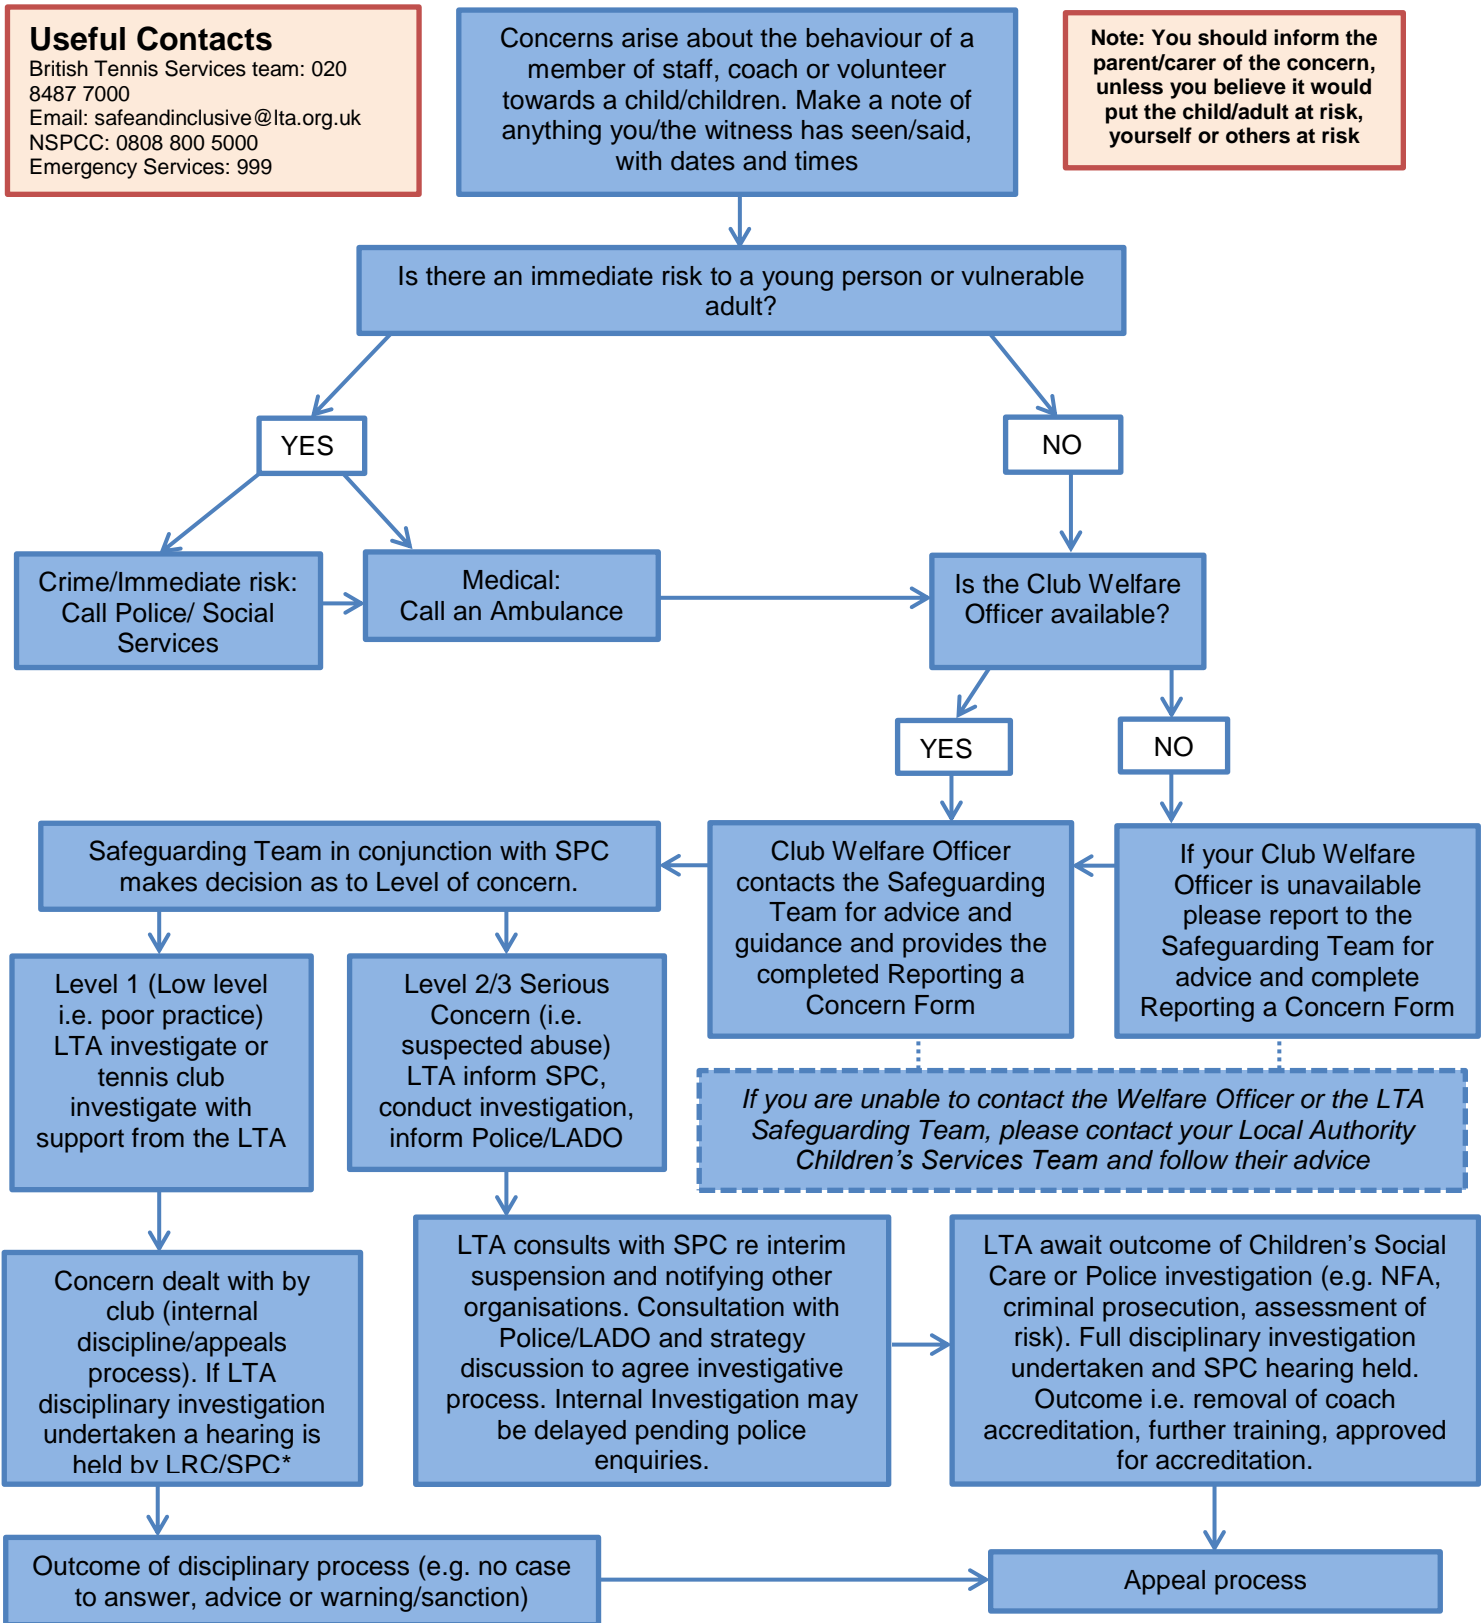 Useful Contacts
British Tennis Services team: 020
8487 7000
Email: safeandinclusive@lta.org.uk
NSPCC: 0808 800 5000
Emergency Services: 999
Concerns arise about the behaviour of a
member of staff, coach or volunteer
towards a child/children. Make a note of
anything you/the witness has seen/said,
with dates and times
Note: You should inform the
parent/carer of the concern,
unless you believe it would
put the child/adult at risk,
yourself or others at risk
Is there an immediate risk to a young person or vulnerable
adult?
YES
NO
Crime/Immediate risk:
Call Police/ Social
Services
Medical:
Call an Ambulance
Is the Club Welfare
Officer available?
YES
NO
Safeguarding Team in conjunction with SPC
makes decision as to Level of concern.
Club Welfare Officer
contacts the Safeguarding
Team for advice and
guidance and provides the
completed Reporting a
Concern Form
If your Club Welfare
Officer is unavailable
please report to the
Safeguarding Team for
advice and complete
Reporting a Concern Form
Level 1 (Low level
i.e. poor practice)
LTA investigate or
tennis club
investigate with
support from the LTA
Level 2/3 Serious
Concern (i.e.
suspected abuse)
LTA inform SPC,
conduct investigation,
inform Police/LADO
If you are unable to contact the Welfare Officer or the LTA
Safeguarding Team, please contact your Local Authority
Children’s Services Team and follow their advice
Concern dealt with by
club (internal
discipline/appeals
process). If LTA
disciplinary investigation
undertaken a hearing is
held by LRC/SPC*
LTA consults with SPC re interim
suspension and notifying other
organisations. Consultation with
Police/LADO and strategy
discussion to agree investigative
process. Internal Investigation may
be delayed pending police
enquiries.
LTA await outcome of Children’s Social
Care or Police investigation (e.g. NFA,
criminal prosecution, assessment of
risk). Full disciplinary investigation
undertaken and SPC hearing held.
Outcome i.e. removal of coach
accreditation, further training, approved
for accreditation.
Outcome of disciplinary process (e.g. no case
to answer, advice or warning/sanction)
Appeal process